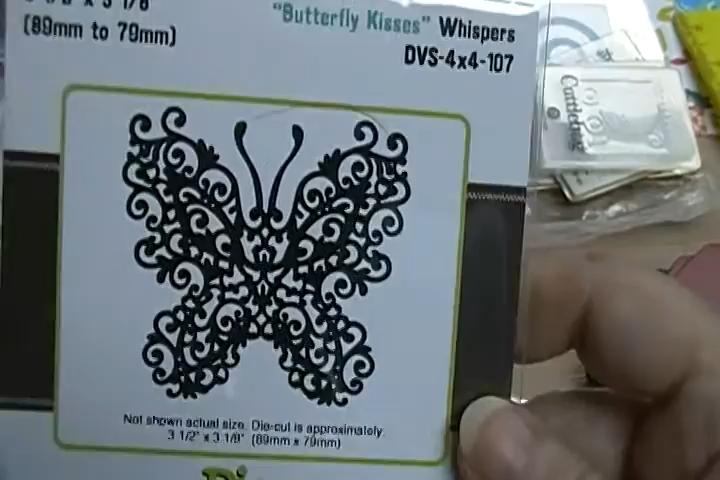 (89mm to 79mm)
"Butterfly Kisses" Whispers
DVS-4x4-107
Not shown actual size. Die-cut is approximately
3 1/2" x 3 1/8" (89mm x 79mm)
Cuttlebug